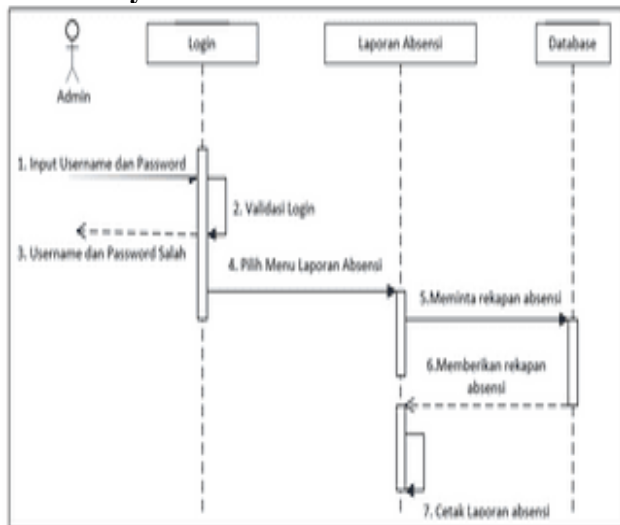 Login
Laporan Absensi
Database
Admin
1. Input Username dan Password
2. Validasi Login
3. Username dan Password Salah
4. Pilih Menu Laporan Absensi
5.Meminta rekapan absensi
6.Memberikan rekapan
absensi
7. Cetak Laporan absensi